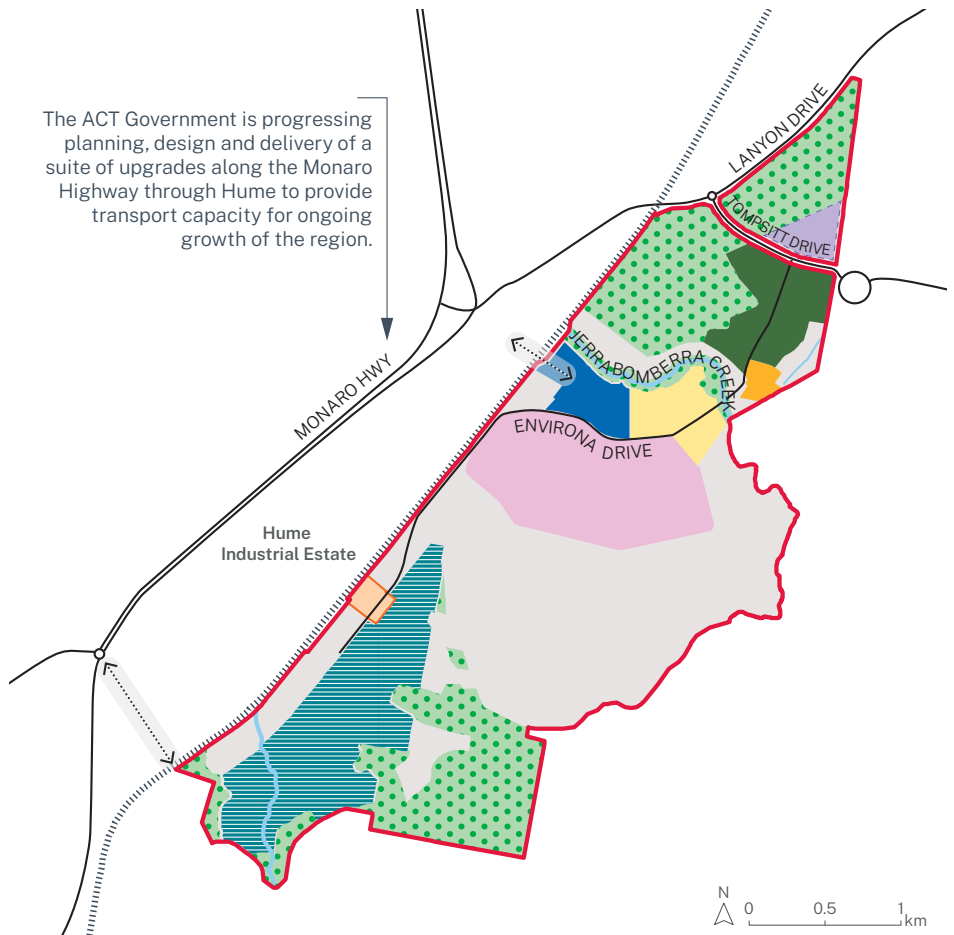 The ACT Government is progressing
planning, design and delivery of a
suite of upgrades along the Monaro
Highway through Hume to provide
transport capacity for ongoing
growth of the region.
LANYON DRIVE
TOMPSITT DRIVE
JERRABOMBERRA CREEK
MONARO HWY
ENVIRONA DRIVE
Hume
Industrial Estate
N
0 0.5 1
km